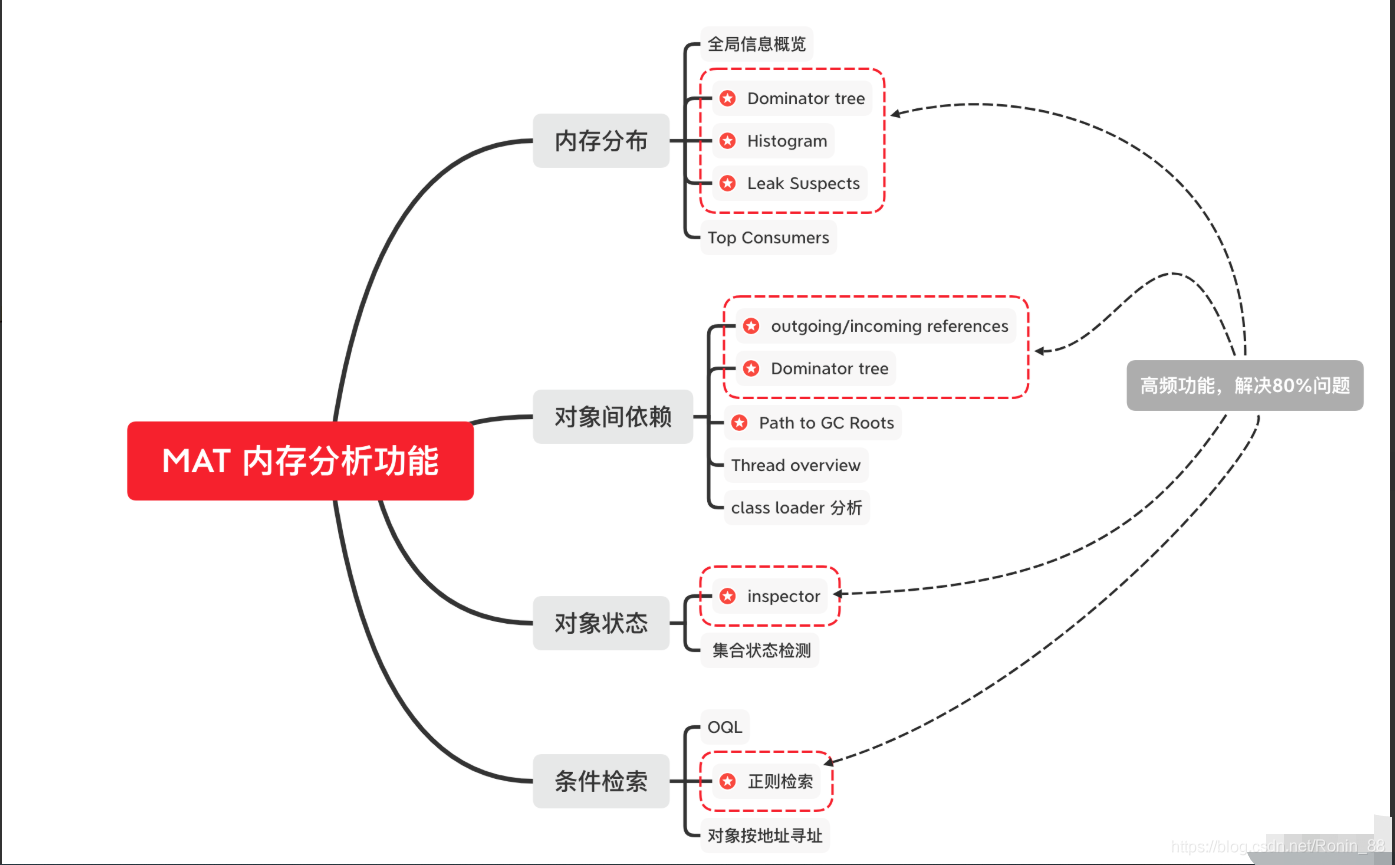 MAT 内存分析功能
内存分布
全局信息概览
Dominator tree
Histogram
Leak Suspects
Top Consumers
对象间依赖
outgoing/incoming references
Dominator tree
Path to GC Roots
Thread overview
class loader 分析
对象状态
inspector
集合状态检测
条件检索
OQL
正则检索
对象按地址寻址
高频功能，解决80%问题
https://blog.csdn.net/Ronin_88